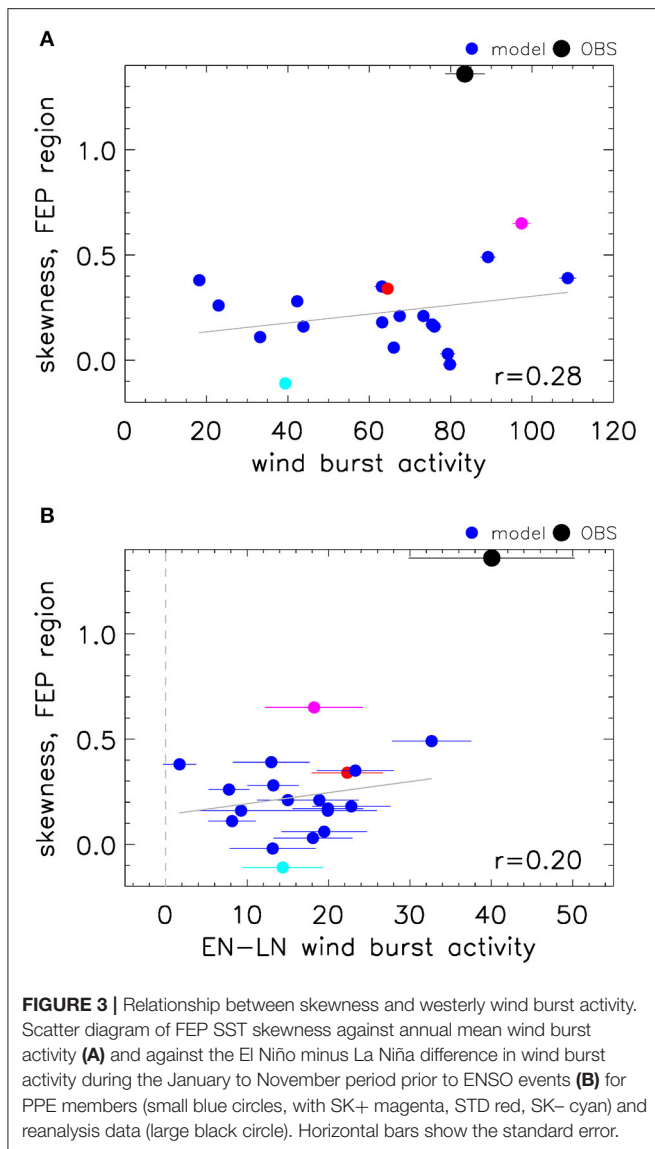 A
model OBS
skewness, FEP region
1.0
0.5
0.0
r=0.28
0 20 40 60 80 100 120
wind burst activity
B
model OBS
skewness, FEP region
1.0
0.5
0.0
r=0.20
0 10 20 30 40 50
EN−LN wind burst activity
FIGURE 3 | Relationship between skewness and westerly wind burst activity.
Scatter diagram of FEP SST skewness against annual mean wind burst
activity (A) and against the El Niño minus La Niña difference in wind burst
activity during the January to November period prior to ENSO events (B) for
PPE members (small blue circles, with SK+ magenta, STD red, SK− cyan) and
reanalysis data (large black circle). Horizontal bars show the standard error.